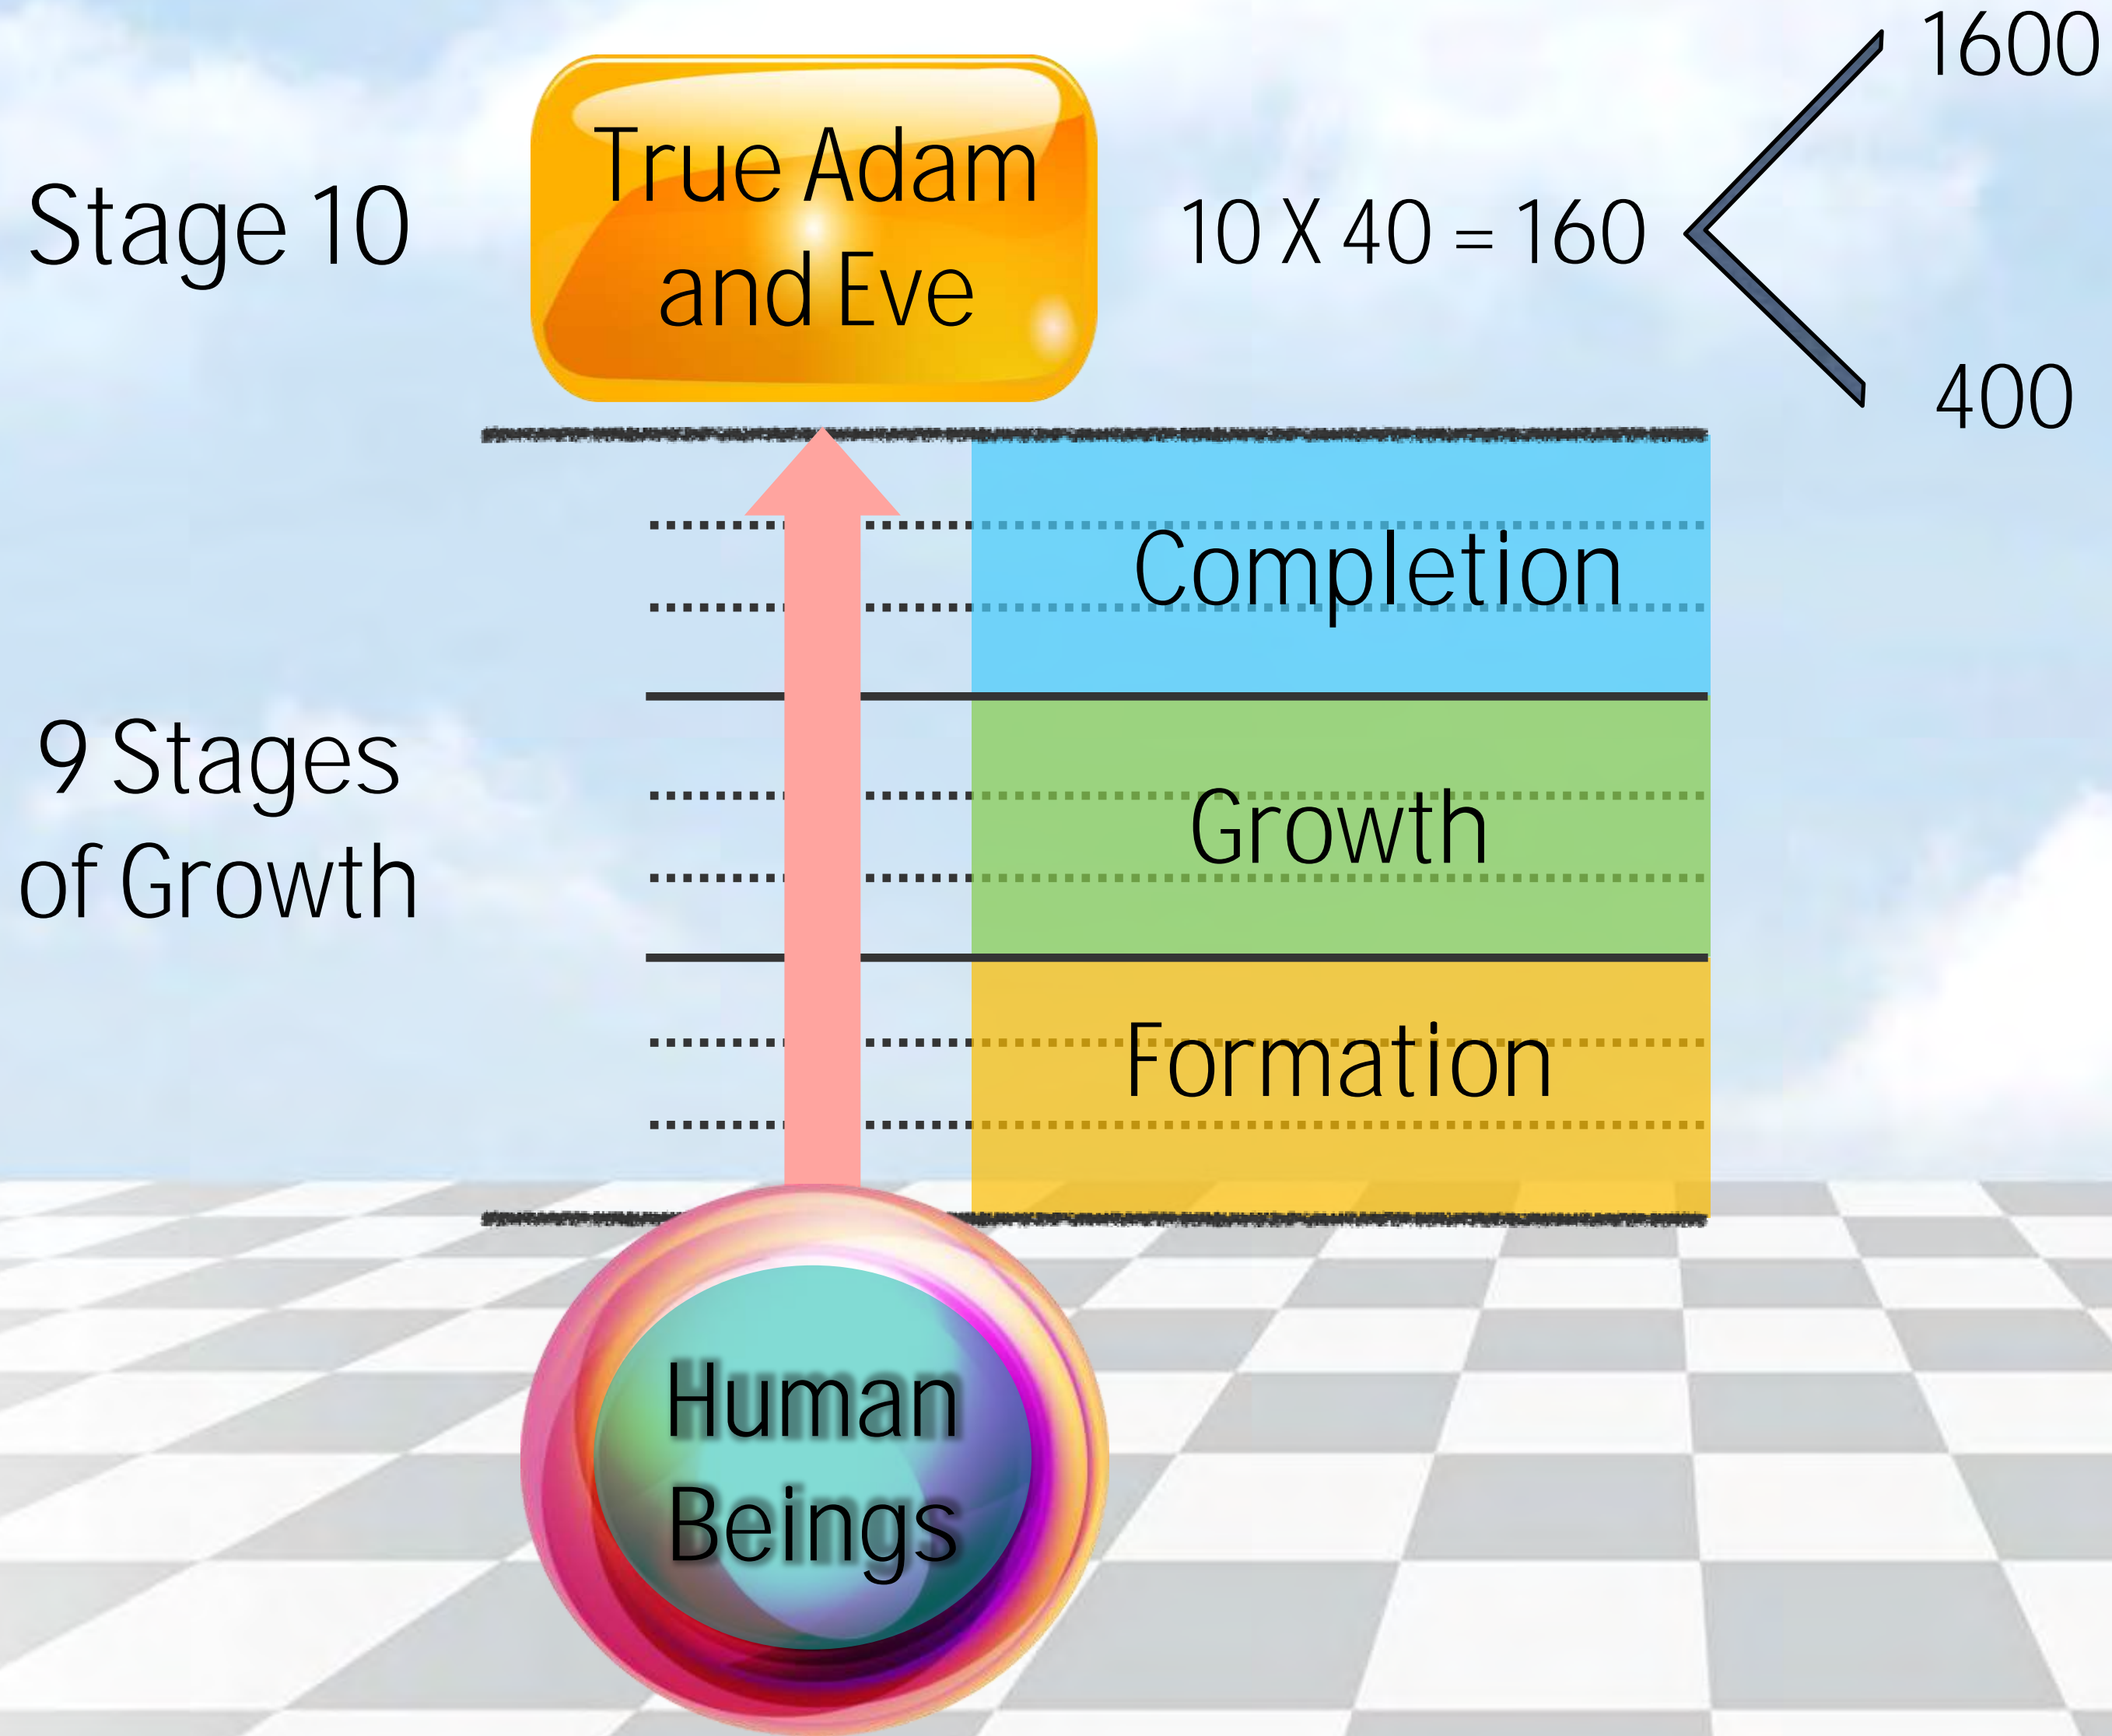 1600
Stage 10
True Adam
and Eve
10 X 40 = 160
400
Completion
9 Stages
of Growth
Growth
Formation
Human
Beings